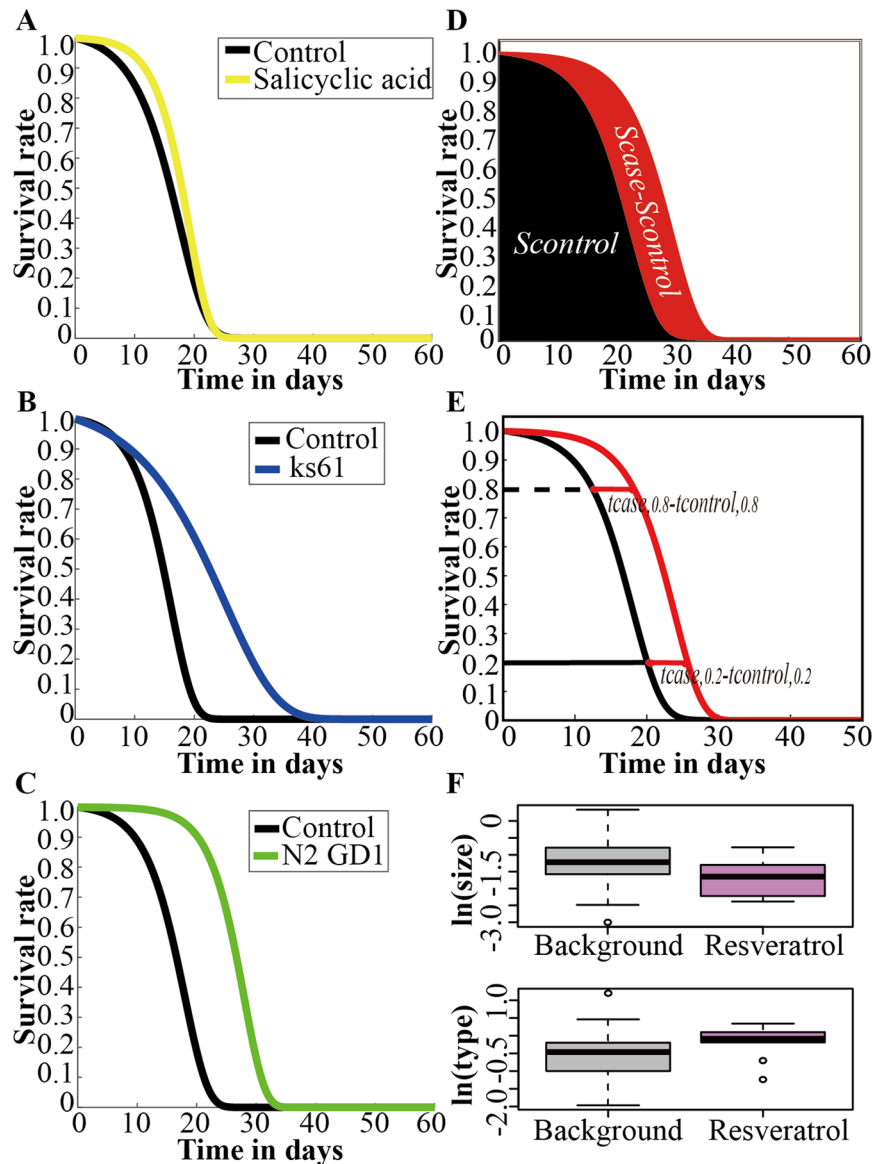 A
Survival rate
1.0
0.9
0.8
0.7
0.6
0.5
0.4
0.3
0.2
0.1
0
Control
Salicyclic acid
0 10 20 30 40 50 60
Time in days
B
Survival rate
1.0
0.9
0.8
0.7
0.6
0.5
0.4
0.3
0.2
0.1
0
Control
ks61
0 10 20 30 40 50 60
Time in days
C
Survival rate
1.0
0.9
0.8
0.7
0.6
0.5
0.4
0.3
0.2
0.1
0
Control
N2 GD1
0 10 20 30 40 50 60
Time in days
D
Survival rate
1.0
0.9
0.8
0.7
0.6
0.5
0.4
0.3
0.2
0.1
0
Scontrol
Scase-Scontrol
0 10 20 30 40 50 60
Time in days
E
Survival rate
1.0
0.9
0.8
0.7
0.6
0.5
0.4
0.3
0.2
0.1
0
tcase,0.8-tcontrol,0.8
tcase,0.2-tcontrol,0.2
0 10 20 30 40 50
Time in days
F
ln(size)
0
-1.5
-3.0
Background Resveratrol
ln(type)
1.0
-0.5
-2.0
Background Resveratrol